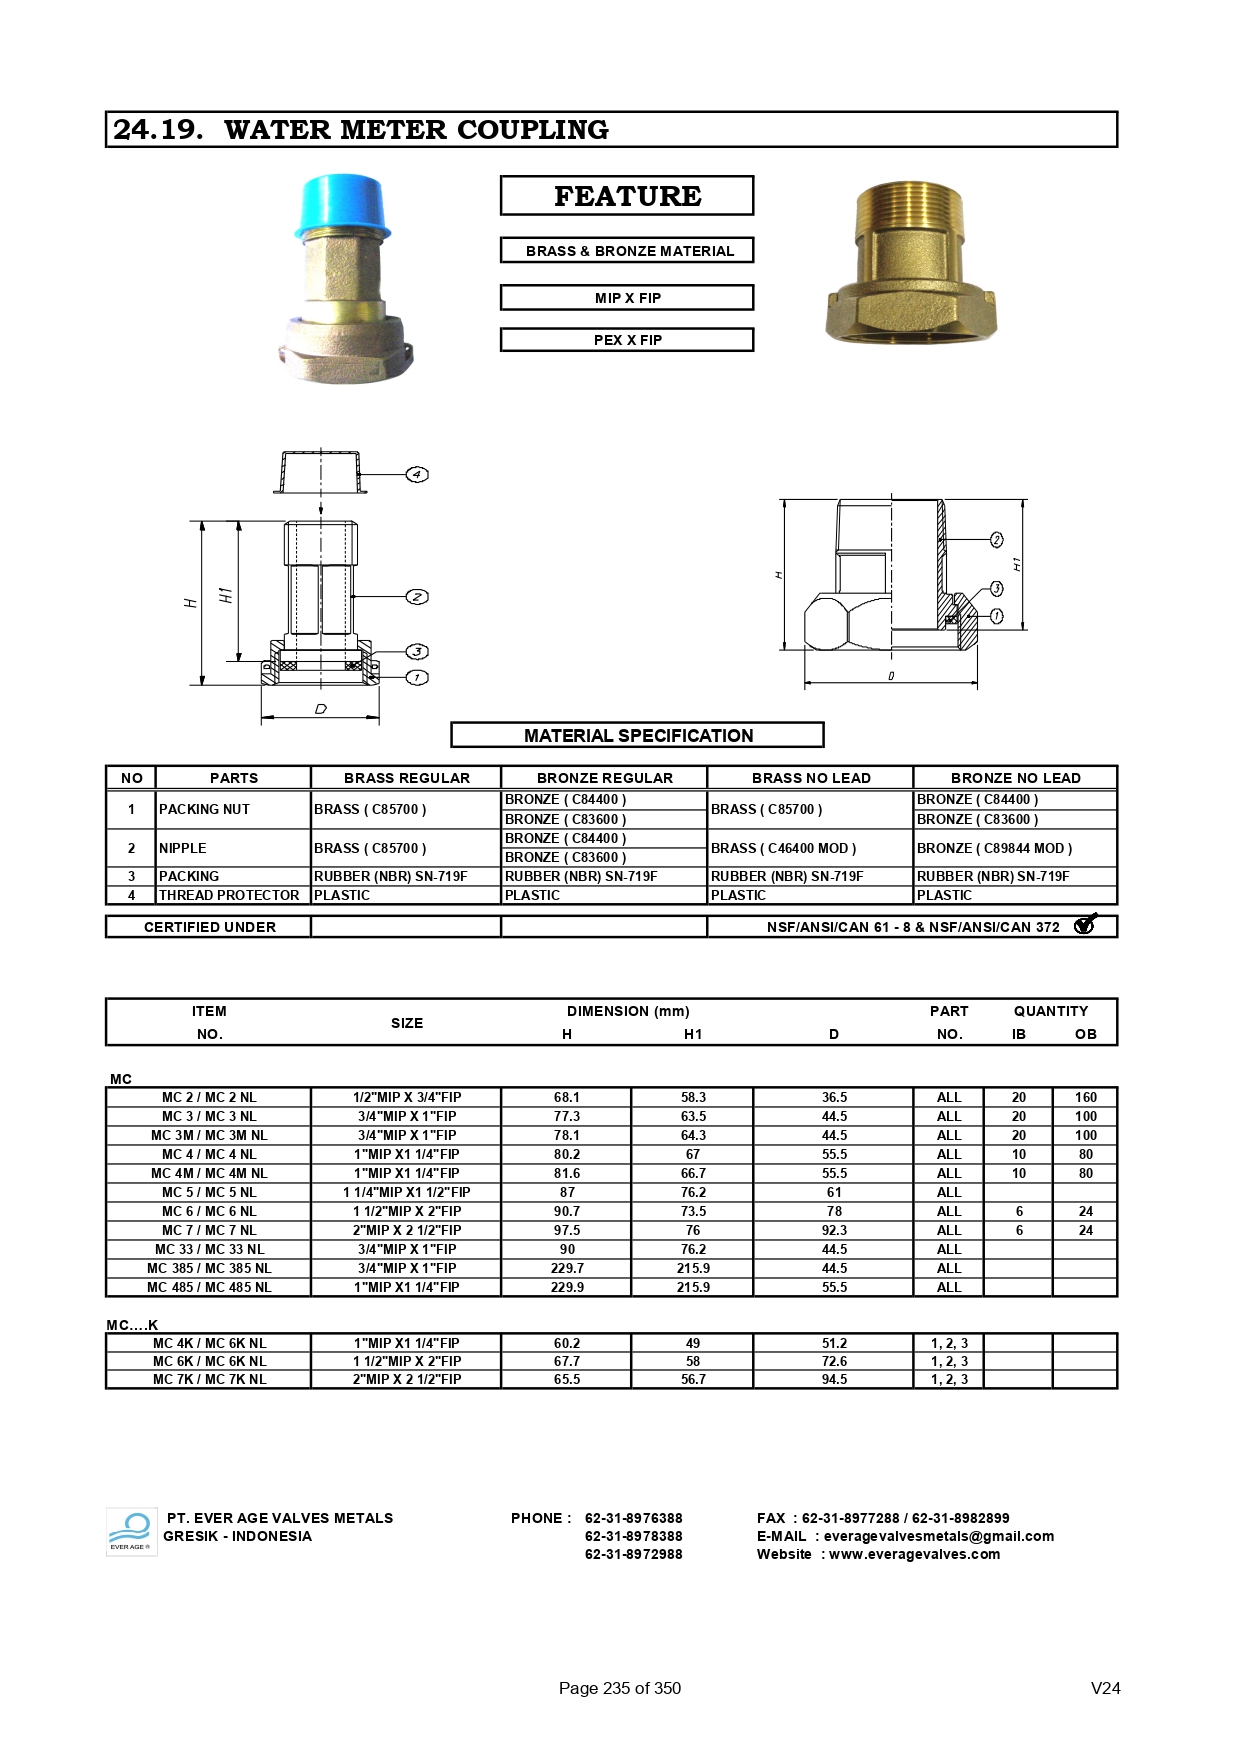 24.19. WATER METER COUPLING
FEATURE
BRASS & BRONZE MATERIAL
MIP X FIP
PEX X FIP
4
H
H1
2
3
1
D
H
2
H1
3
1
D
MATERIAL SPECIFICATION
NO PARTS BRASS REGULAR BRONZE REGULAR BRASS NO LEAD BRONZE NO LEAD
1 PACKING NUT BRASS ( C85700 ) BRONZE ( C84400 ) BRASS ( C85700 ) BRONZE ( C84400 )
BRONZE ( C83600 ) BRONZE ( C83600 )
2 NIPPLE BRASS ( C85700 ) BRONZE ( C84400 ) BRASS ( C46400 MOD ) BRONZE ( C89844 MOD )
BRONZE ( C83600 )
3 PACKING RUBBER (NBR) SN-719F RUBBER (NBR) SN-719F RUBBER (NBR) SN-719F RUBBER (NBR) SN-719F
4 THREAD PROTECTOR PLASTIC PLASTIC PLASTIC PLASTIC
CERTIFIED UNDER NSF/ANSI/CAN 61 - 8 & NSF/ANSI/CAN 372
ITEM SIZE DIMENSION (mm) PART QUANTITY
NO. H H1 D NO. IB OB
MC
MC 2 / MC 2 NL 1/2"MIP X 3/4"FIP 68.1 58.3 36.5 ALL 20 160
MC 3 / MC 3 NL 3/4"MIP X 1"FIP 77.3 63.5 44.5 ALL 20 100
MC 3M / MC 3M NL 3/4"MIP X 1"FIP 78.1 64.3 44.5 ALL 20 100
MC 4 / MC 4 NL 1"MIP X1 1/4"FIP 80.2 67 55.5 ALL 10 80
MC 4M / MC 4M NL 1"MIP X1 1/4"FIP 81.6 66.7 55.5 ALL 10 80
MC 5 / MC 5 NL 1 1/4"MIP X1 1/2"FIP 87 76.2 61 ALL
MC 6 / MC 6 NL 1 1/2"MIP X 2"FIP 90.7 73.5 78 ALL 6 24
MC 7 / MC 7 NL 2"MIP X 2 1/2"FIP 97.5 76 92.3 ALL 6 24
MC 33 / MC 33 NL 3/4"MIP X 1"FIP 90 76.2 44.5 ALL
MC 385 / MC 385 NL 3/4"MIP X 1"FIP 229.7 215.9 44.5 ALL
MC 485 / MC 485 NL 1"MIP X1 1/4"FIP 229.9 215.9 55.5 ALL
MC....K
MC 4K / MC 6K NL 1"MIP X1 1/4"FIP 60.2 49 51.2 1, 2, 3
MC 6K / MC 6K NL 1 1/2"MIP X 2"FIP 67.7 58 72.6 1, 2, 3
MC 7K / MC 7K NL 2"MIP X 2 1/2"FIP 65.5 56.7 94.5 1, 2, 3
EVER AGE ®
PT. EVER AGE VALVES METALS PHONE : 62-31-8976388 FAX : 62-31-8977288 / 62-31-8982899
GRESIK - INDONESIA 62-31-8978388 E-MAIL : everagevalvesmetals@gmail.com
62-31-8972988 Website : www.everagevalves.com
Page 235 of 350 V24